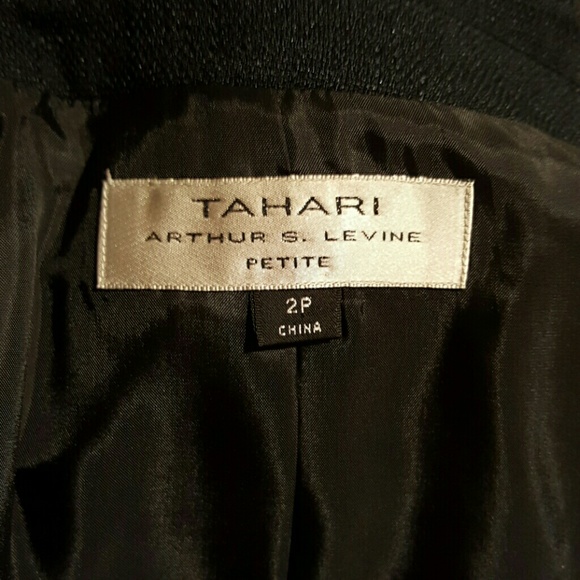 TAHARI
ARTHUR S. LEVINE
PETITE
2P
CHINA